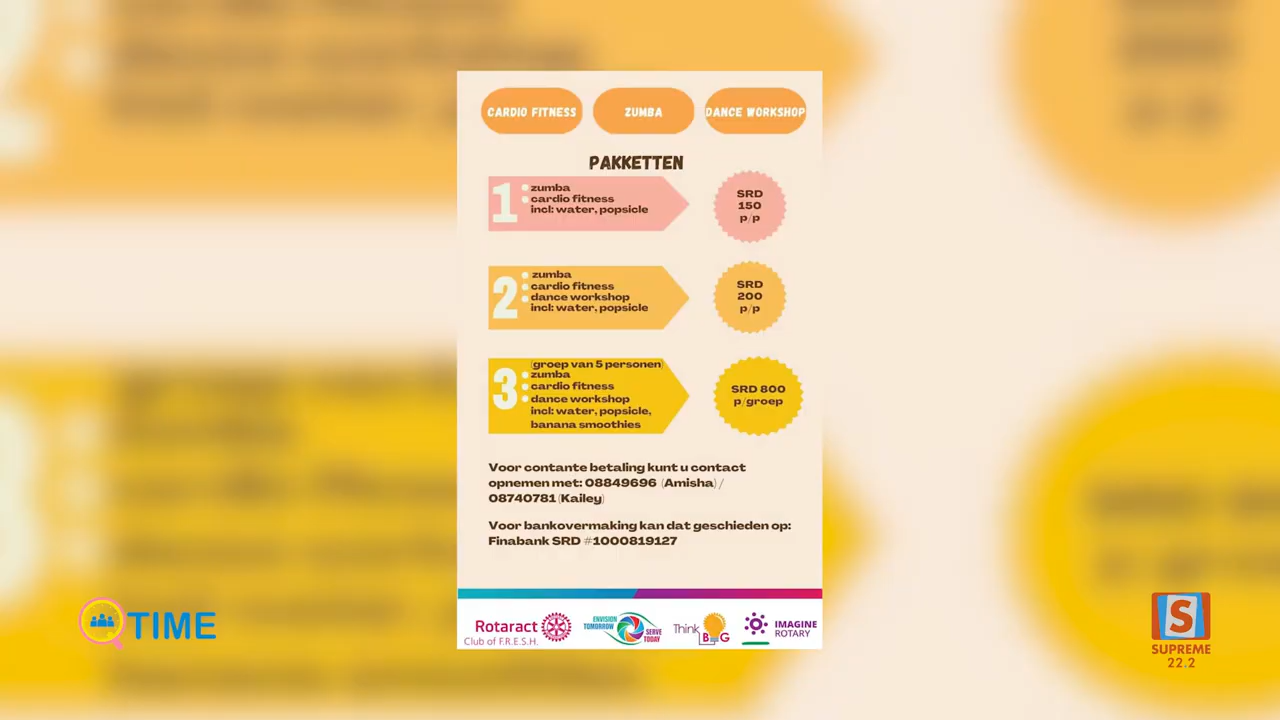 CARDIO FITNESS
ZUMBA
DANCE WORKSHOP
PAKKETTEN
1
zumba
cardio fitness
incl: water, popsicle
SRD
150
p/p
2
zumba
cardio fitness
dance workshop
incl: water, popsicle
SRD
200
p/p
3
(groep van 5 personen)
zumba
cardio fitness
dance workshop
incl: water, popsicle,
banana smoothies
SRD 800
p/groep
Voor contante betaling kunt u contact
opnemen met: 08849696 (Amisha) /
08740781 (Kailey)
Voor bankovermaking kan dat geschieden op:
Finabank SRD #1000819127
Rotaract
Club of F.R.E.S.H.
ENVISION
TOMORROW
SERVE
TODAY
Think
BIG
IMAGINE
ROTARY
QTIME
S
SUPREME
22.2